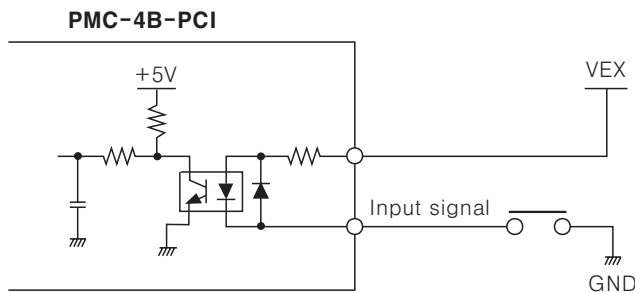 PMC-4B-PCI
+5V
VEX
Input signal
GND